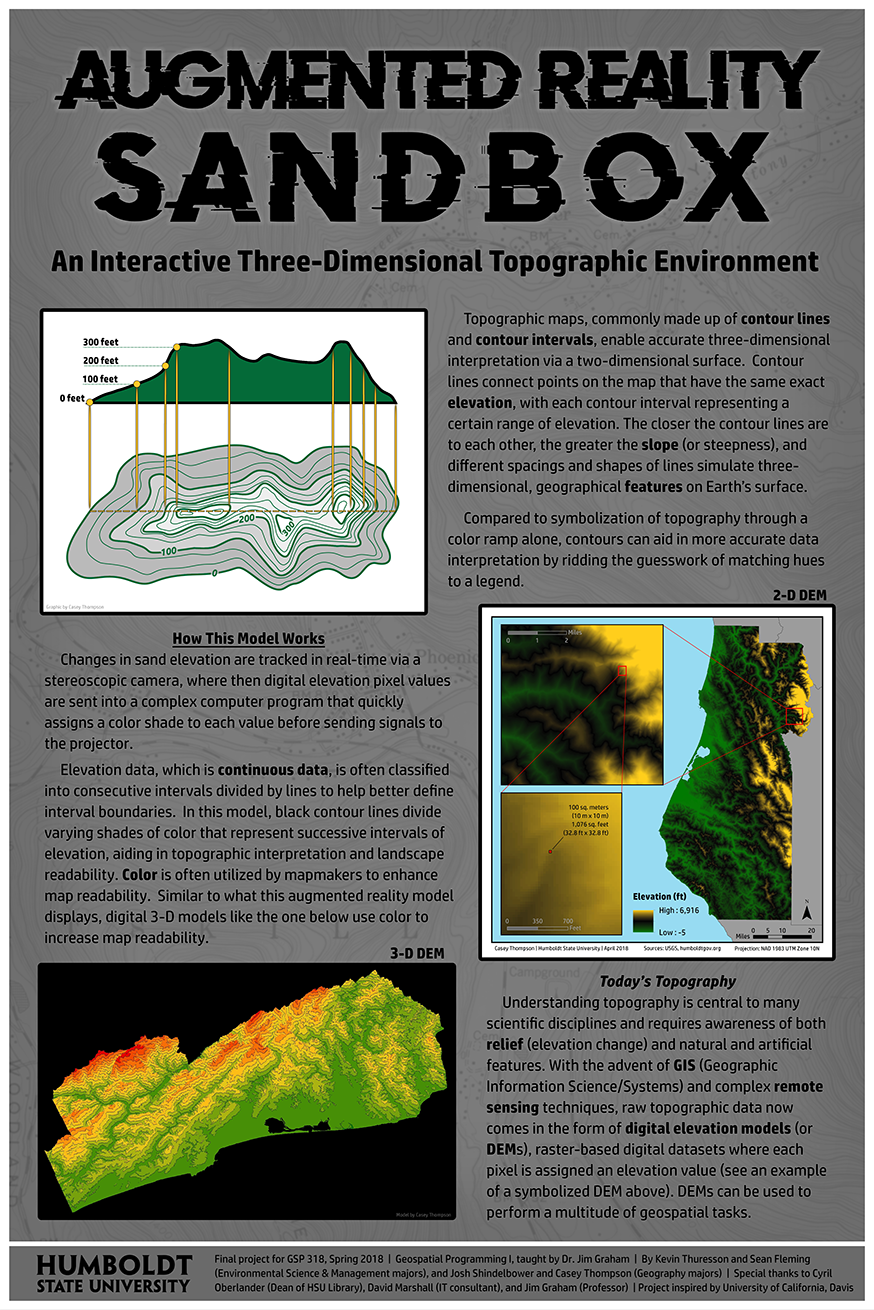 AUGMENTED REALITY
SANDBOX
An Interactive Three-Dimensional Topographic Environment
300 feet
200 feet
100 feet
0 feet
200
300
100
0
Graphic by Casey Thompson
Topographic maps, commonly made up of contour lines
and contour intervals, enable accurate three-dimensional
interpretation via a two-dimensional surface. Contour
lines connect points on the map that have the same exact
elevation, with each contour interval representing a
certain range of elevation. The closer the contour lines are
to each other, the greater the slope (or steepness), and
different spacings and shapes of lines simulate three-
dimensional, geographical features on Earth's surface.
Compared to symbolization of topography through a
color ramp alone, contours can aid in more accurate data
interpretation by ridding the guesswork of matching hues
to a legend.
How This Model Works
Changes in sand elevation are tracked in real-time via a
stereoscopic camera, where then digital elevation pixel values
are sent into a complex computer program that quickly
assigns a color shade to each value before sending signals to
the projector.
Elevation data, which is continuous data, is often classified
into consecutive intervals divided by lines to help better define
interval boundaries. In this model, black contour lines divide
varying shades of color that represent successive intervals of
elevation, aiding in topographic interpretation and landscape
readability. Color is often utilized by mapmakers to enhance
map readability. Similar to what this augmented reality model
displays, digital 3-D models like the one below use color to
increase map readability.
3-D DEM
Model by Casey Thompson
2-D DEM
Miles
0 1 2
100 sq. meters
(10 m x 10 m)
1,076 sq. feet
(32.8 ft x 32.8 ft)
0 350 700
Feet
Elevation (ft)
High : 6,916
Low : -5
N
0 5 10 20
Miles
Casey Thompson | Humboldt State University | April 2018
Sources: USGS, humboldtgov.org
Projection: NAD 1983 UTM Zone 10N
Today's Topography
Understanding topography is central to many
scientific disciplines and requires awareness of both
relief (elevation change) and natural and artificial
features. With the advent of GIS (Geographic
Information Science/Systems) and complex remote
sensing techniques, raw topographic data now
comes in the form of digital elevation models (or
DEMs), raster-based digital datasets where each
pixel is assigned an elevation value (see an example
of a symbolized DEM above). DEMs can be used to
perform a multitude of geospatial tasks.
HUMBOLDT
STATE UNIVERSITY
Final project for GSP 318, Spring 2018 | Geospatial Programming I, taught by Dr. Jim Graham | By Kevin Thuresson and Sean Fleming
(Environmental Science & Management majors), and Josh Shindelbower and Casey Thompson (Geography majors) | Special thanks to Cyril
Oberlander (Dean of HSU Library), David Marshall (IT consultant), and Jim Graham (Professor) | Project inspired by University of California, Davis